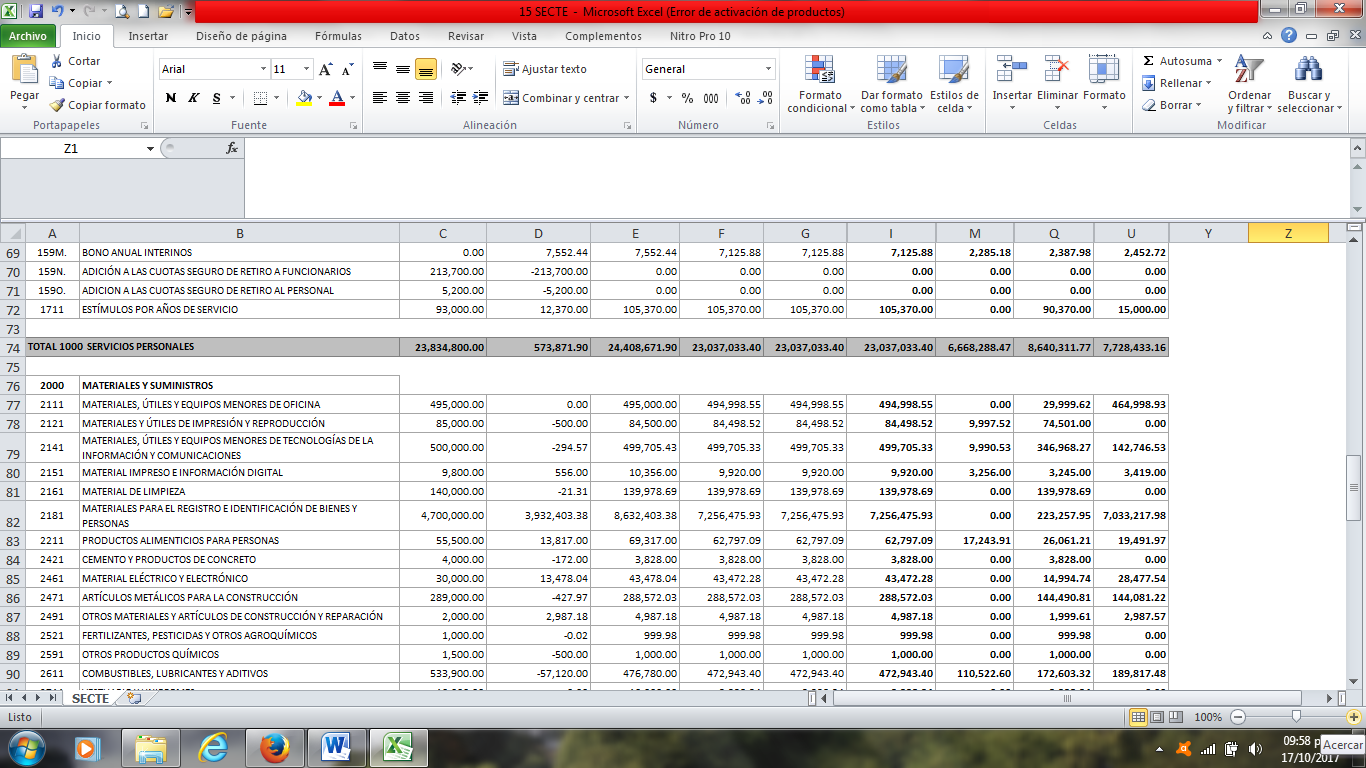 15 SECTE - Microsoft Excel (Error de activación de productos)
Archivo Inicio Insertar Diseño de página Fórmulas Datos Revisar Vista Complementos Nitro Pro 10
Pegar
Cortar
Copiar
Copiar formato
Portapapeles
Arial 11
N K S
Fuente
Ajustar texto
Combinar y centrar
Alineación
General
$ % 000
Número
Formato condicional
Dar formato como tabla
Estilos de celda
Estilos
Insertar Eliminar Formato
Celdas
Σ Autosuma
Rellenar
Borrar
Ordenar y filtrar
Buscar y seleccionar
Modificar
Z1 fx
A B C D E F G I M Q U Y Z
69 159M. BONO ANUAL INTERINOS 0.00 7,552.44 7,552.44 7,125.88 7,125.88 7,125.88 2,285.18 2,387.98 2,452.72
70 159N. ADICIÓN A LAS CUOTAS SEGURO DE RETIRO A FUNCIONARIOS 213,700.00 -213,700.00 0.00 0.00 0.00 0.00 0.00 0.00 0.00
71 159O. ADICION A LAS CUOTAS SEGURO DE RETIRO AL PERSONAL 5,200.00 -5,200.00 0.00 0.00 0.00 0.00 0.00 0.00 0.00
72 1711 ESTÍMULOS POR AÑOS DE SERVICIO 93,000.00 12,370.00 105,370.00 105,370.00 105,370.00 105,370.00 0.00 90,370.00 15,000.00
73
74 TOTAL 1000 SERVICIOS PERSONALES 23,834,800.00 573,871.90 24,408,671.90 23,037,033.40 23,037,033.40 23,037,033.40 6,668,288.47 8,640,311.77 7,728,433.16
75
76 2000 MATERIALES Y SUMINISTROS
77 2111 MATERIALES, ÚTILES Y EQUIPOS MENORES DE OFICINA 495,000.00 0.00 495,000.00 494,998.55 494,998.55 494,998.55 0.00 29,999.62 464,998.93
78 2121 MATERIALES Y ÚTILES DE IMPRESIÓN Y REPRODUCCIÓN 85,000.00 -500.00 84,500.00 84,498.52 84,498.52 84,498.52 9,997.52 74,501.00 0.00
79 2141 MATERIALES, ÚTILES Y EQUIPOS MENORES DE TECNOLOGÍAS DE LA
INFORMACIÓN Y COMUNICACIONES 500,000.00 -294.57 499,705.43 499,705.33 499,705.33 499,705.33 9,990.53 346,968.27 142,746.53
80 2151 MATERIAL IMPRESO E INFORMACIÓN DIGITAL 9,800.00 556.00 10,356.00 9,920.00 9,920.00 9,920.00 3,256.00 3,245.00 3,419.00
81 2161 MATERIAL DE LIMPIEZA 140,000.00 -21.31 139,978.69 139,978.69 139,978.69 139,978.69 0.00 139,978.69 0.00
82 2181 MATERIALES PARA EL REGISTRO E IDENTIFICACIÓN DE BIENES Y
PERSONAS 4,700,000.00 3,932,403.38 8,632,403.38 7,256,475.93 7,256,475.93 7,256,475.93 0.00 223,257.95 7,033,217.98
83 2211 PRODUCTOS ALIMENTICIOS PARA PERSONAS 55,500.00 13,817.00 69,317.00 62,797.09 62,797.09 62,797.09 17,243.91 26,061.21 19,491.97
84 2421 CEMENTO Y PRODUCTOS DE CONCRETO 4,000.00 -172.00 3,828.00 3,828.00 3,828.00 3,828.00 0.00 3,828.00 0.00
85 2461 MATERIAL ELÉCTRICO Y ELECTRÓNICO 30,000.00 13,478.04 43,478.04 43,472.28 43,472.28 43,472.28 0.00 14,994.74 28,477.54
86 2471 ARTÍCULOS METÁLICOS PARA LA CONSTRUCCIÓN 289,000.00 -427.97 288,572.03 288,572.03 288,572.03 288,572.03 0.00 144,490.81 144,081.22
87 2491 OTROS MATERIALES Y ARTÍCULOS DE CONSTRUCCIÓN Y REPARACIÓN 2,000.00 2,987.18 4,987.18 4,987.18 4,987.18 4,987.18 0.00 1,999.61 2,987.57
88 2521 FERTILIZANTES, PESTICIDAS Y OTROS AGROQUÍMICOS 1,000.00 -0.02 999.98 999.98 999.98 999.98 0.00 999.98 0.00
89 2591 OTROS PRODUCTOS QUÍMICOS 1,500.00 -500.00 1,000.00 1,000.00 1,000.00 1,000.00 0.00 1,000.00 0.00
90 2611 COMBUSTIBLES, LUBRICANTES Y ADITIVOS 533,900.00 -57,120.00 476,780.00 472,943.40 472,943.40 472,943.40 110,522.60 172,603.32 189,817.48
SECTE
Listo 100%
09:58 p
Acercar
17/10/2017